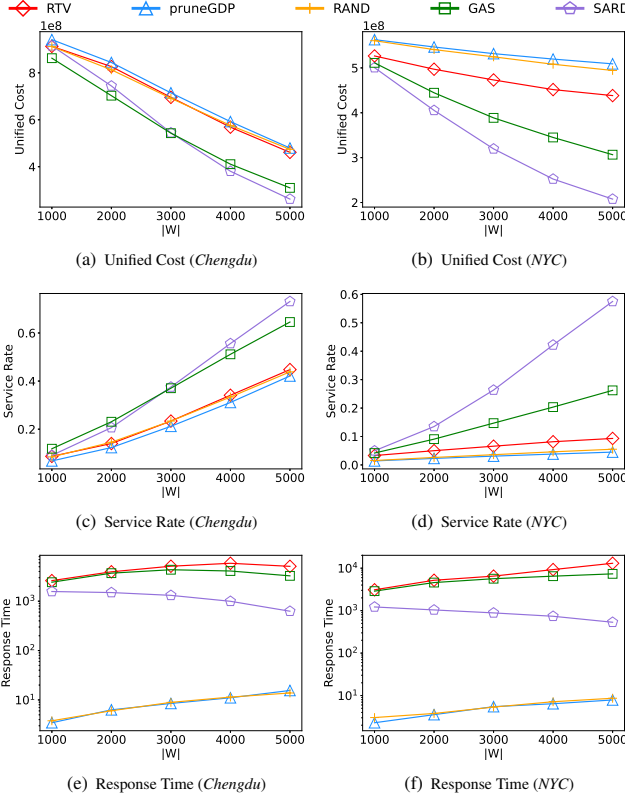 RTV pruneGDP RAND GAS SARD
1e8 1e8
Unified Cost
8
6
4
1000 2000 3000 4000 5000
|W|
Unified Cost
5
4
3
2
1000 2000 3000 4000 5000
|W|
(a) Unified Cost (Chengdu) (b) Unified Cost (NYC)
Service Rate
0.6
0.4
0.2
1000 2000 3000 4000 5000
|W|
Service Rate
0.6
0.5
0.4
0.3
0.2
0.1
0.0
1000 2000 3000 4000 5000
|W|
(c) Service Rate (Chengdu) (d) Service Rate (NYC)
Response Time
10³
10¹
1000 2000 3000 4000 5000
|W|
Response Time
10⁴
10³
10¹
1000 2000 3000 4000 5000
|W|
(e) Response Time (Chengdu) (f) Response Time (NYC)